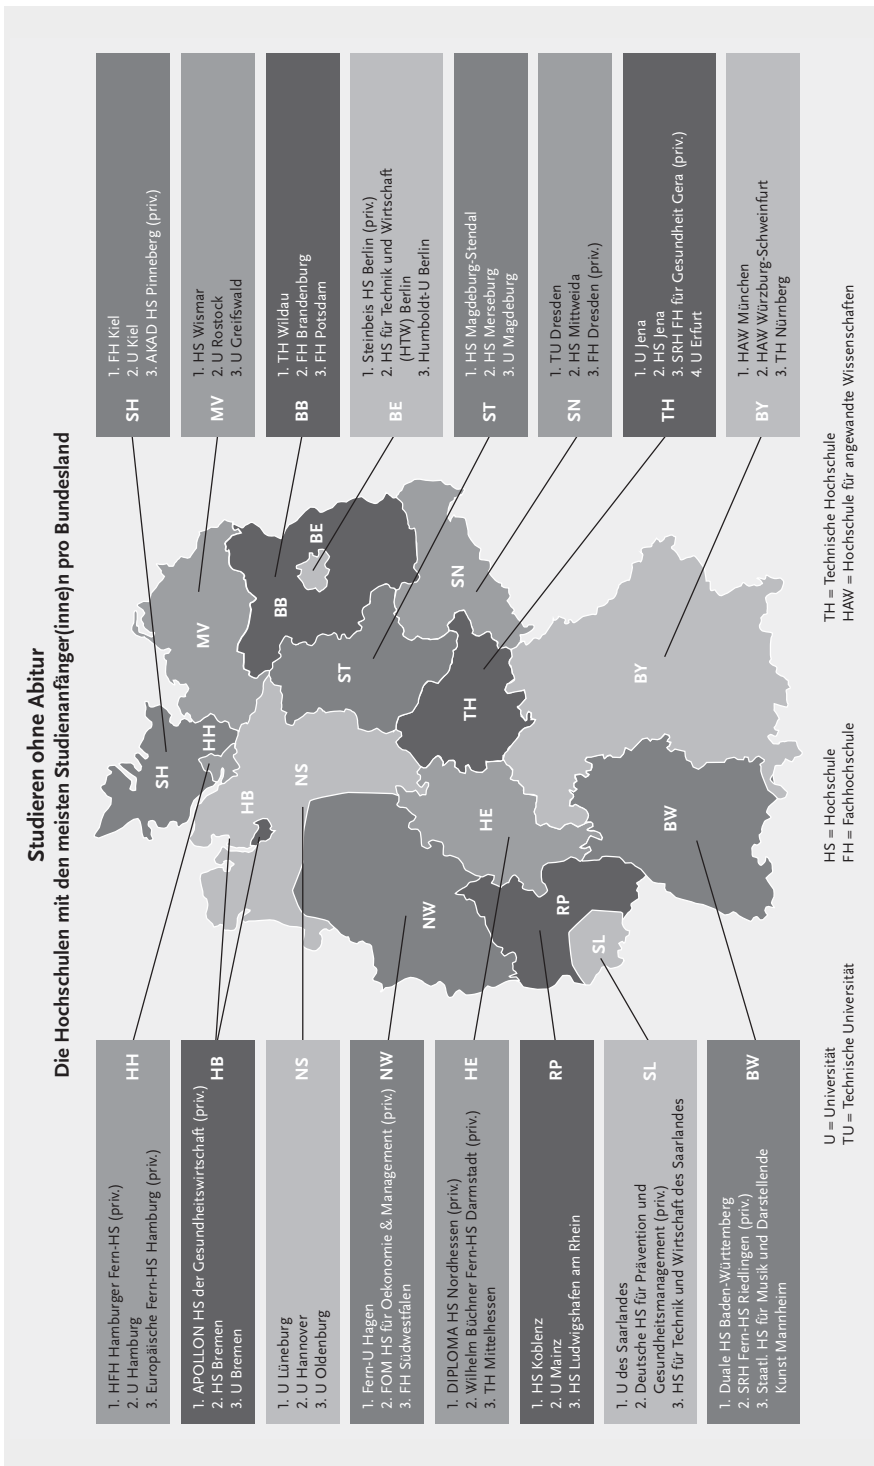 Studieren ohne Abitur
Die Hochschulen mit den meisten Studienanfänger(inne)n pro Bundesland
HH
1. HFH Hamburger Fern-HS (priv.)
2. U Hamburg
3. Europäische Fern-HS Hamburg (priv.)
HB
1. APOLLON HS der Gesundheitswirtschaft (priv.)
2. HS Bremen
3. U Bremen
NS
1. U Lüneburg
2. U Hannover
3. U Oldenburg
NW
1. Fern-U Hagen
2. FOM HS für Oekonomie & Management (priv.)
3. FH Südwestfalen
HE
1. DIPLOMA HS Nordhessen (priv.)
2. Wilhelm Büchner Fern-HS Darmstadt (priv.)
3. TH Mittelhessen
RP
1. HS Koblenz
2. U Mainz
3. HS Ludwigshafen am Rhein
SL
1. U des Saarlandes
2. Deutsche HS für Prävention und
Gesundheitsmanagement (priv.)
3. HS für Technik und Wirtschaft des Saarlandes
BW
1. Duale HS Baden-Württemberg
2. SRH Fern-HS Riedlingen (priv.)
3. Staatl. HS für Musik und Darstellende
Kunst Mannheim
SH
HH
MV
HB
NS
BB
BE
ST
NW
HE
TH
SN
RP
SL
BW
BY
SH
1. FH Kiel
2. U Kiel
3. AKAD HS Pinneberg (priv.)
MV
1. HS Wismar
2. U Rostock
3. U Greifswald
BB
1. TH Wildau
2. FH Brandenburg
3. FH Potsdam
BE
1. Steinbeis HS Berlin (priv.)
2. HS für Technik und Wirtschaft
(HTW) Berlin
3. Humboldt-U Berlin
ST
1. HS Magdeburg-Stendal
2. HS Merseburg
3. U Magdeburg
SN
1. TU Dresden
2. HS Mittweida
3. FH Dresden (priv.)
TH
1. U Jena
2. HS Jena
3. SRH FH für Gesundheit Gera (priv.)
4. U Erfurt
BY
1. HAW München
2. HAW Würzburg-Schweinfurt
3. TH Nürnberg
U = Universität
TU = Technische Universität
HS = Hochschule
FH = Fachhochschule
TH = Technische Hochschule
HAW = Hochschule für angewandte Wissenschaften